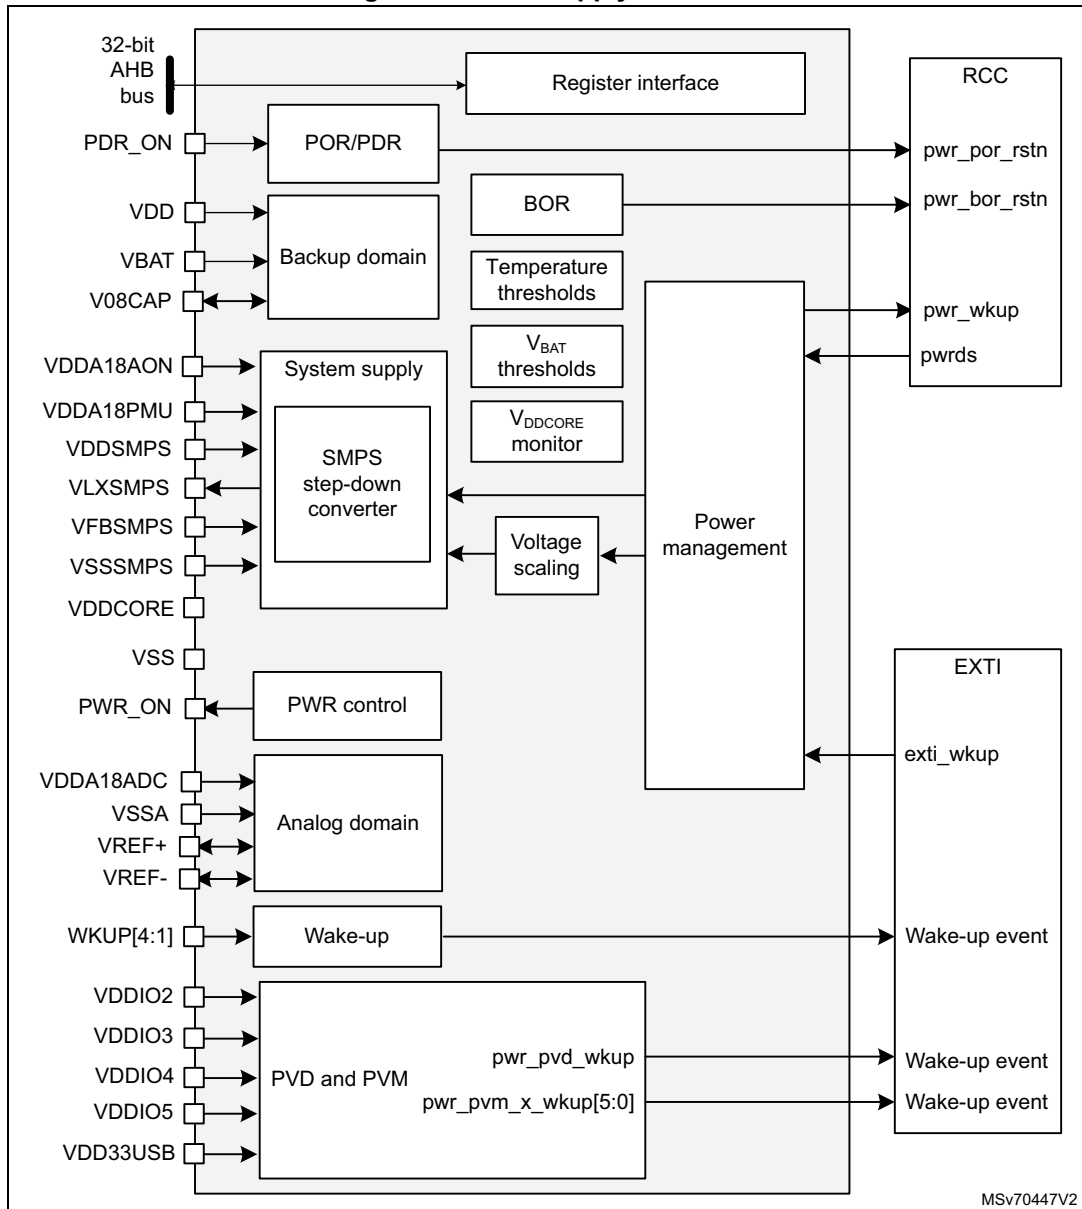 32-bit
AHB
bus
Register interface
RCC
PDR_ON
POR/PDR
pwr_por_rstn
VDD
VBAT
V08CAP
Backup domain
BOR
pwr_bor_rstn
Temperature
thresholds
VBAT
thresholds
VDDCORE
monitor
pwr_wkup
pwrds
VDDA18AON
VDDA18PMU
VDDSMPS
VLXSMPS
VFBSMPS
VSSSMPS
VDDCORE
VSS
System supply
SMPS
step-down
converter
Voltage
scaling
Power
management
PWR_ON
PWR control
EXTI
exti_wkup
VDDA18ADC
VSSA
VREF+
VREF-
Analog domain
WKUP[4:1]
Wake-up
Wake-up event
VDDIO2
VDDIO3
VDDIO4
VDDIO5
VDD33USB
PVD and PVM
pwr_pvd_wkup
pwr_pvm_x_wkup[5:0]
Wake-up event
Wake-up event
MSv70447V2